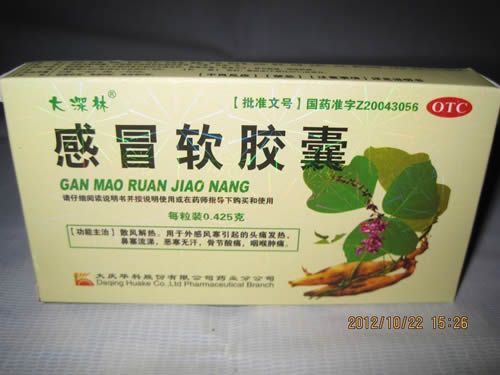 大深林®
【批准文号】国药准字Z20043056
OTC
感冒软胶囊
GAN MAO RUAN JIAO NANG
请仔细阅读说明书并按说明使用或在药师指导下购买和使用
每粒装0.425克
【功能主治】散风解热。用于外感风寒引起的头痛发热，
鼻塞流涕，恶寒无汗，骨节酸痛，咽喉肿痛。
大庆华科股份有限公司药业分公司
Daqing Huake Co.,Ltd Pharmaceutical Branch
2012/10/22 15:26